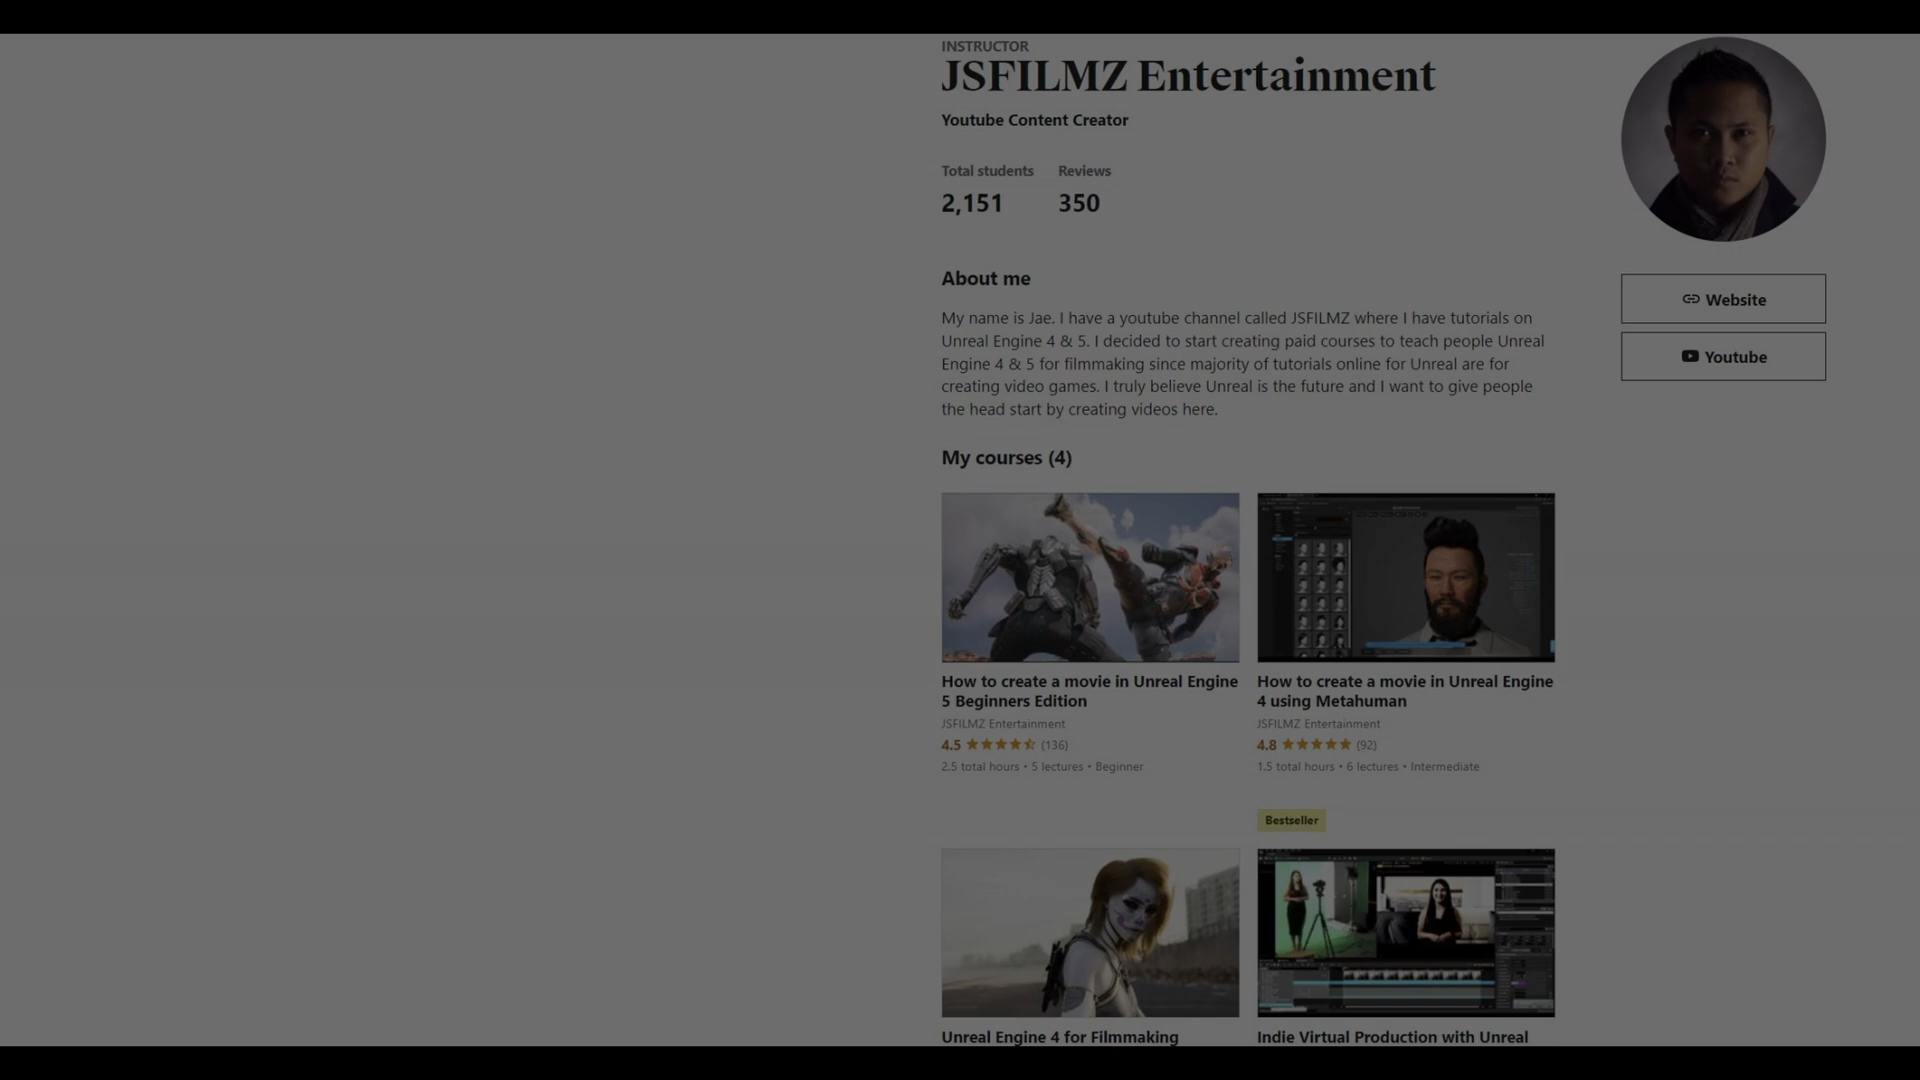 INSTRUCTOR
JSFILMZ Entertainment
Youtube Content Creator
Total students
Reviews
2,151
350
Website
Youtube
About me
My name is Jae. I have a youtube channel called JSFILMZ where I have tutorials on
Unreal Engine 4 & 5. I decided to start creating paid courses to teach people Unreal
Engine 4 & 5 for filmmaking since majority of tutorials online for Unreal are for
creating video games. I truly believe Unreal is the future and I want to give people
the head start by creating videos here.
My courses (4)
How to create a movie in Unreal Engine
5 Beginners Edition
JSFILMZ Entertainment
4.5 (136)
2.5 total hours • 5 lectures • Beginner
How to create a movie in Unreal Engine
4 using Metahuman
JSFILMZ Entertainment
4.8 (92)
1.5 total hours • 6 lectures • Intermediate
Bestseller
Unreal Engine 4 for Filmmaking
Indie Virtual Production with Unreal